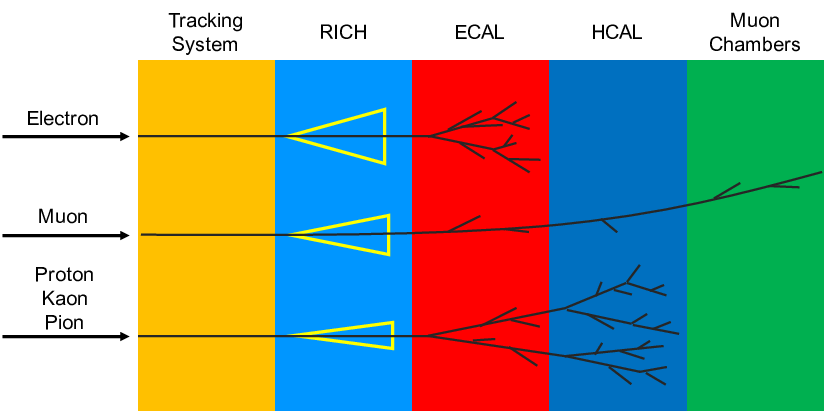 Tracking
System
RICH
ECAL
HCAL
Muon
Chambers
Electron
Muon
Proton
Kaon
Pion